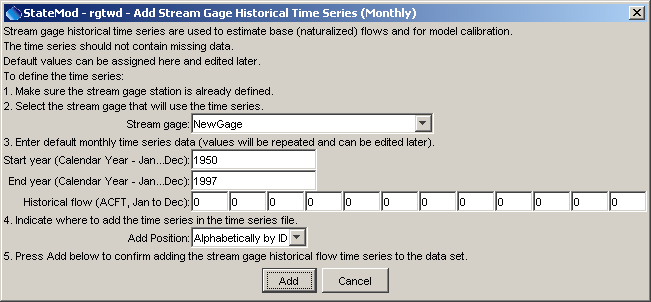 StateMod - rgtwd - Add Stream Gage Historical Time Series (Monthly)
Stream gage historical time series are used to estimate base (naturalized) flows and for model calibration.
The time series should not contain missing data.
Default values can be assigned here and edited later.
To define the time series:
1. Make sure the stream gage station is already defined.
2. Select the stream gage that will use the time series.
Stream gage: NewGage
3. Enter default monthly time series data (values will be repeated and can be edited later).
Start year (Calendar Year - Jan...Dec): 1950
End year (Calendar Year - Jan...Dec): 1997
Historical flow (ACFT, Jan to Dec): 0 0 0 0 0 0 0 0 0 0 0 0
4. Indicate where to add the time series in the time series file.
Add Position: Alphabetically by ID
5. Press Add below to confirm adding the stream gage historical flow time series to the data set.
Add Cancel